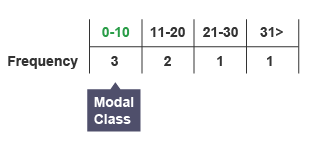 0-10 11-20 21-30 31>
Frequency 3 2 1 1
Modal
Class